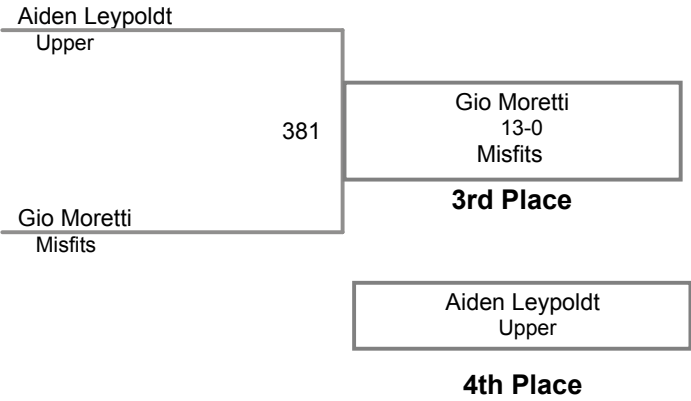 Aiden Leypoldt
Upper
381
Gio Moretti
13-0
Misfits
3rd Place
Gio Moretti
Misfits
Aiden Leypoldt
Upper
4th Place